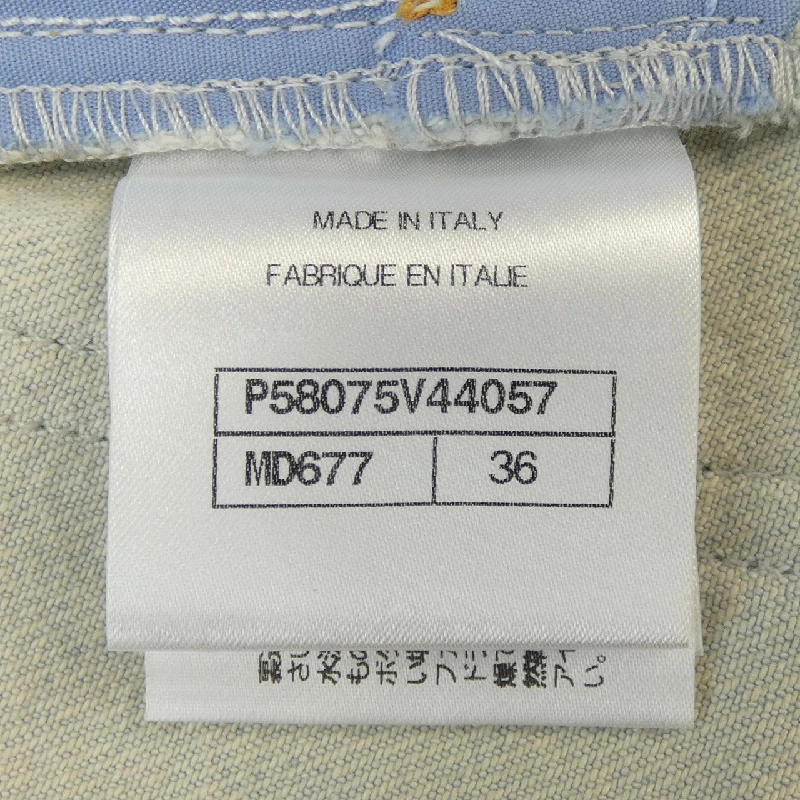 MADE IN ITALY
FABRIQUE EN ITALIE
P58075V44057
MD677 36